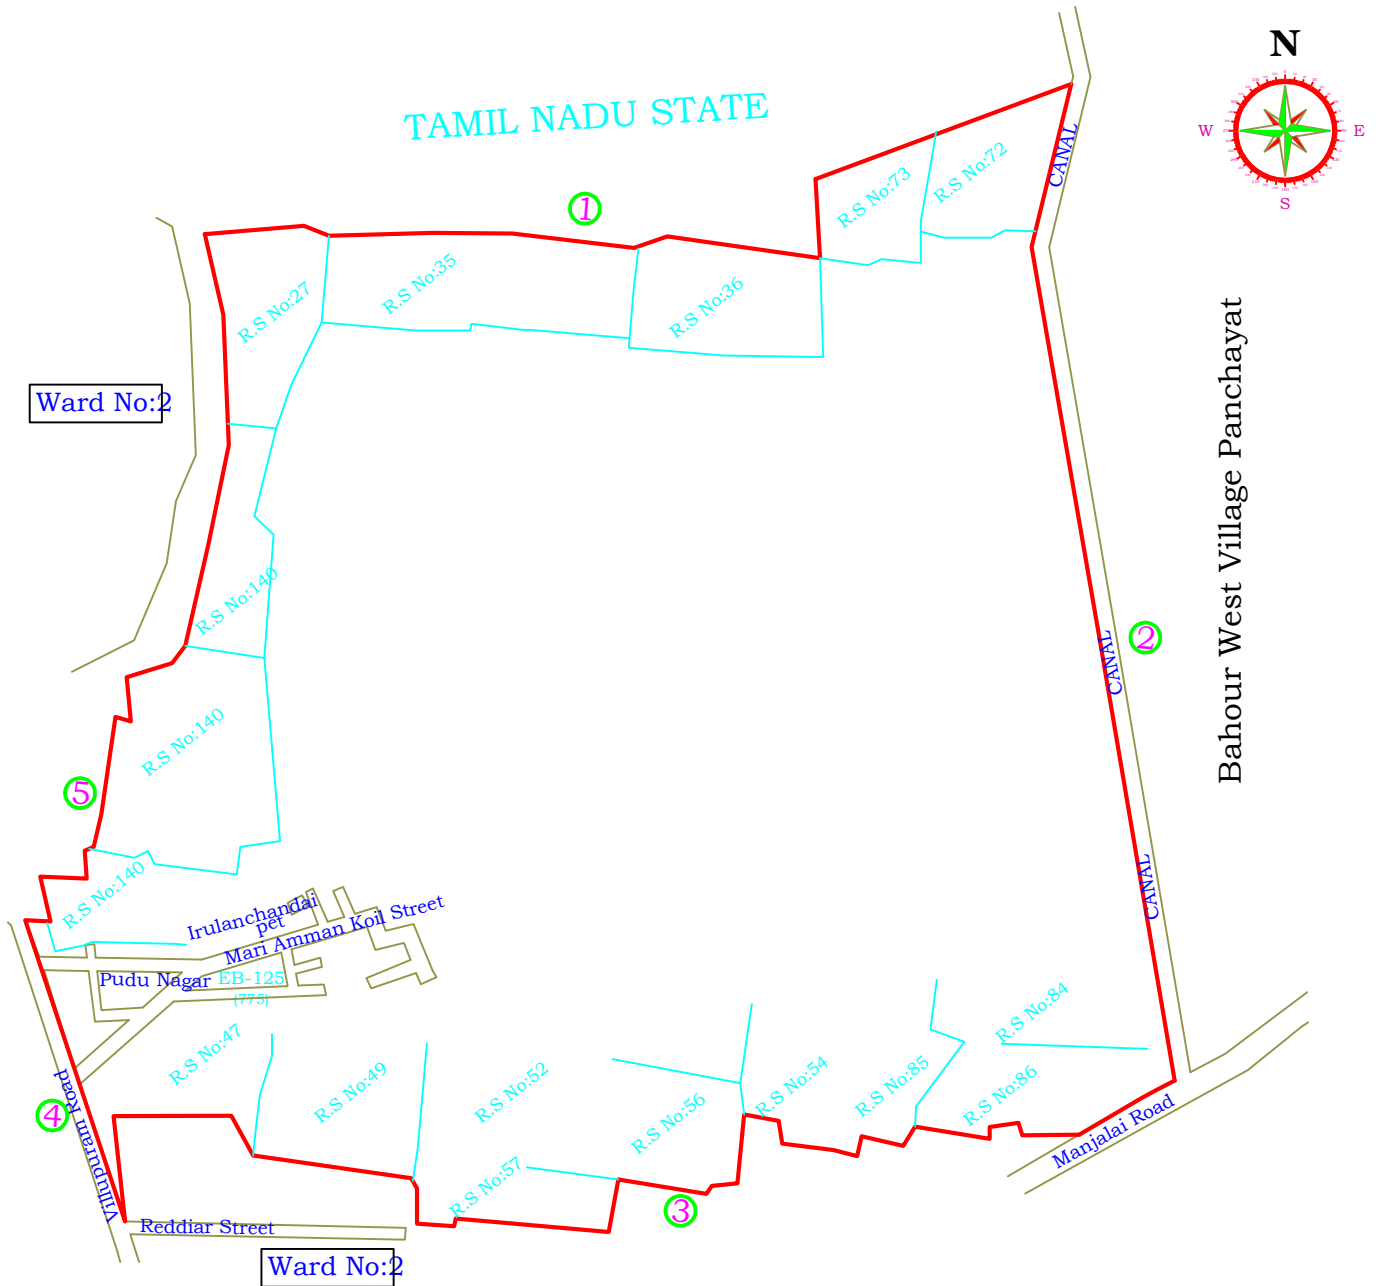 N
W
E
S
TAMIL NADU STATE
1
R.S No:73
R.S No:72
CANAL
R.S No:27
R.S No:35
R.S No:36
Ward No:2
Bahour West Village Panchayat
R.S No:140
2
CANAL
R.S No:140
5
R.S No:140
CANAL
Irulanchandai
pet
Mari Amman Koil Street
Pudu Nagar
EB-125
(775)
R.S No:47
R.S No:49
R.S No:52
R.S No:56
R.S No:54
R.S No:85
R.S No:84
R.S No:86
4
Villupuram Road
R.S No:57
3
Manjalai Road
Reddiar Street
Ward No:2